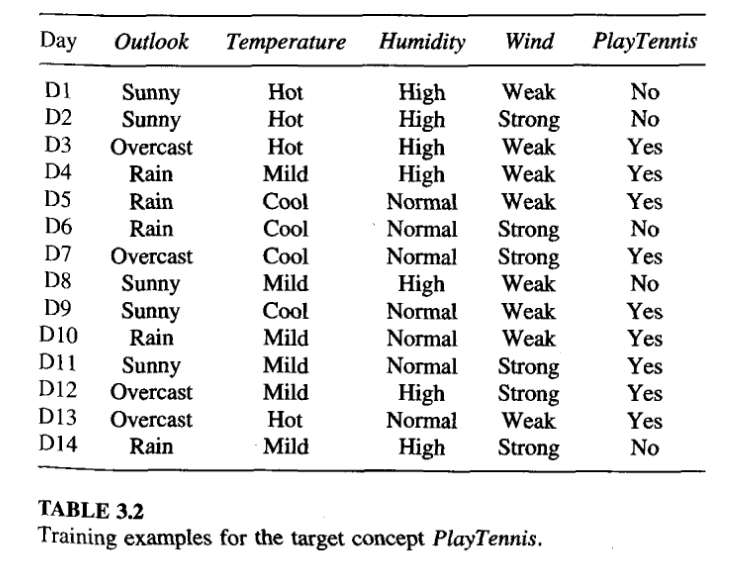 Day Outlook Temperature Humidity Wind PlayTennis
D1 Sunny Hot High Weak No
D2 Sunny Hot High Strong No
D3 Overcast Hot High Weak Yes
D4 Rain Mild High Weak Yes
D5 Rain Cool Normal Weak Yes
D6 Rain Cool Normal Strong No
D7 Overcast Cool Normal Strong Yes
D8 Sunny Mild High Weak No
D9 Sunny Cool Normal Weak Yes
D10 Rain Mild Normal Weak Yes
D11 Sunny Mild Normal Strong Yes
D12 Overcast Mild High Strong Yes
D13 Overcast Hot Normal Weak Yes
D14 Rain Mild High Strong No
TABLE 3.2
Training examples for the target concept PlayTennis.